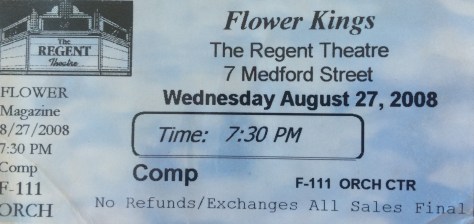 The
REGENT
Theatre
FLOWER
Magazine
8/27/2008
7:30 PM
Comp
F-111
ORCH
Flower Kings
The Regent Theatre
7 Medford Street
Wednesday August 27, 2008
Time: 7:30 PM
Comp
F-111 ORCH CTR
No Refunds/Exchanges All Sales Final